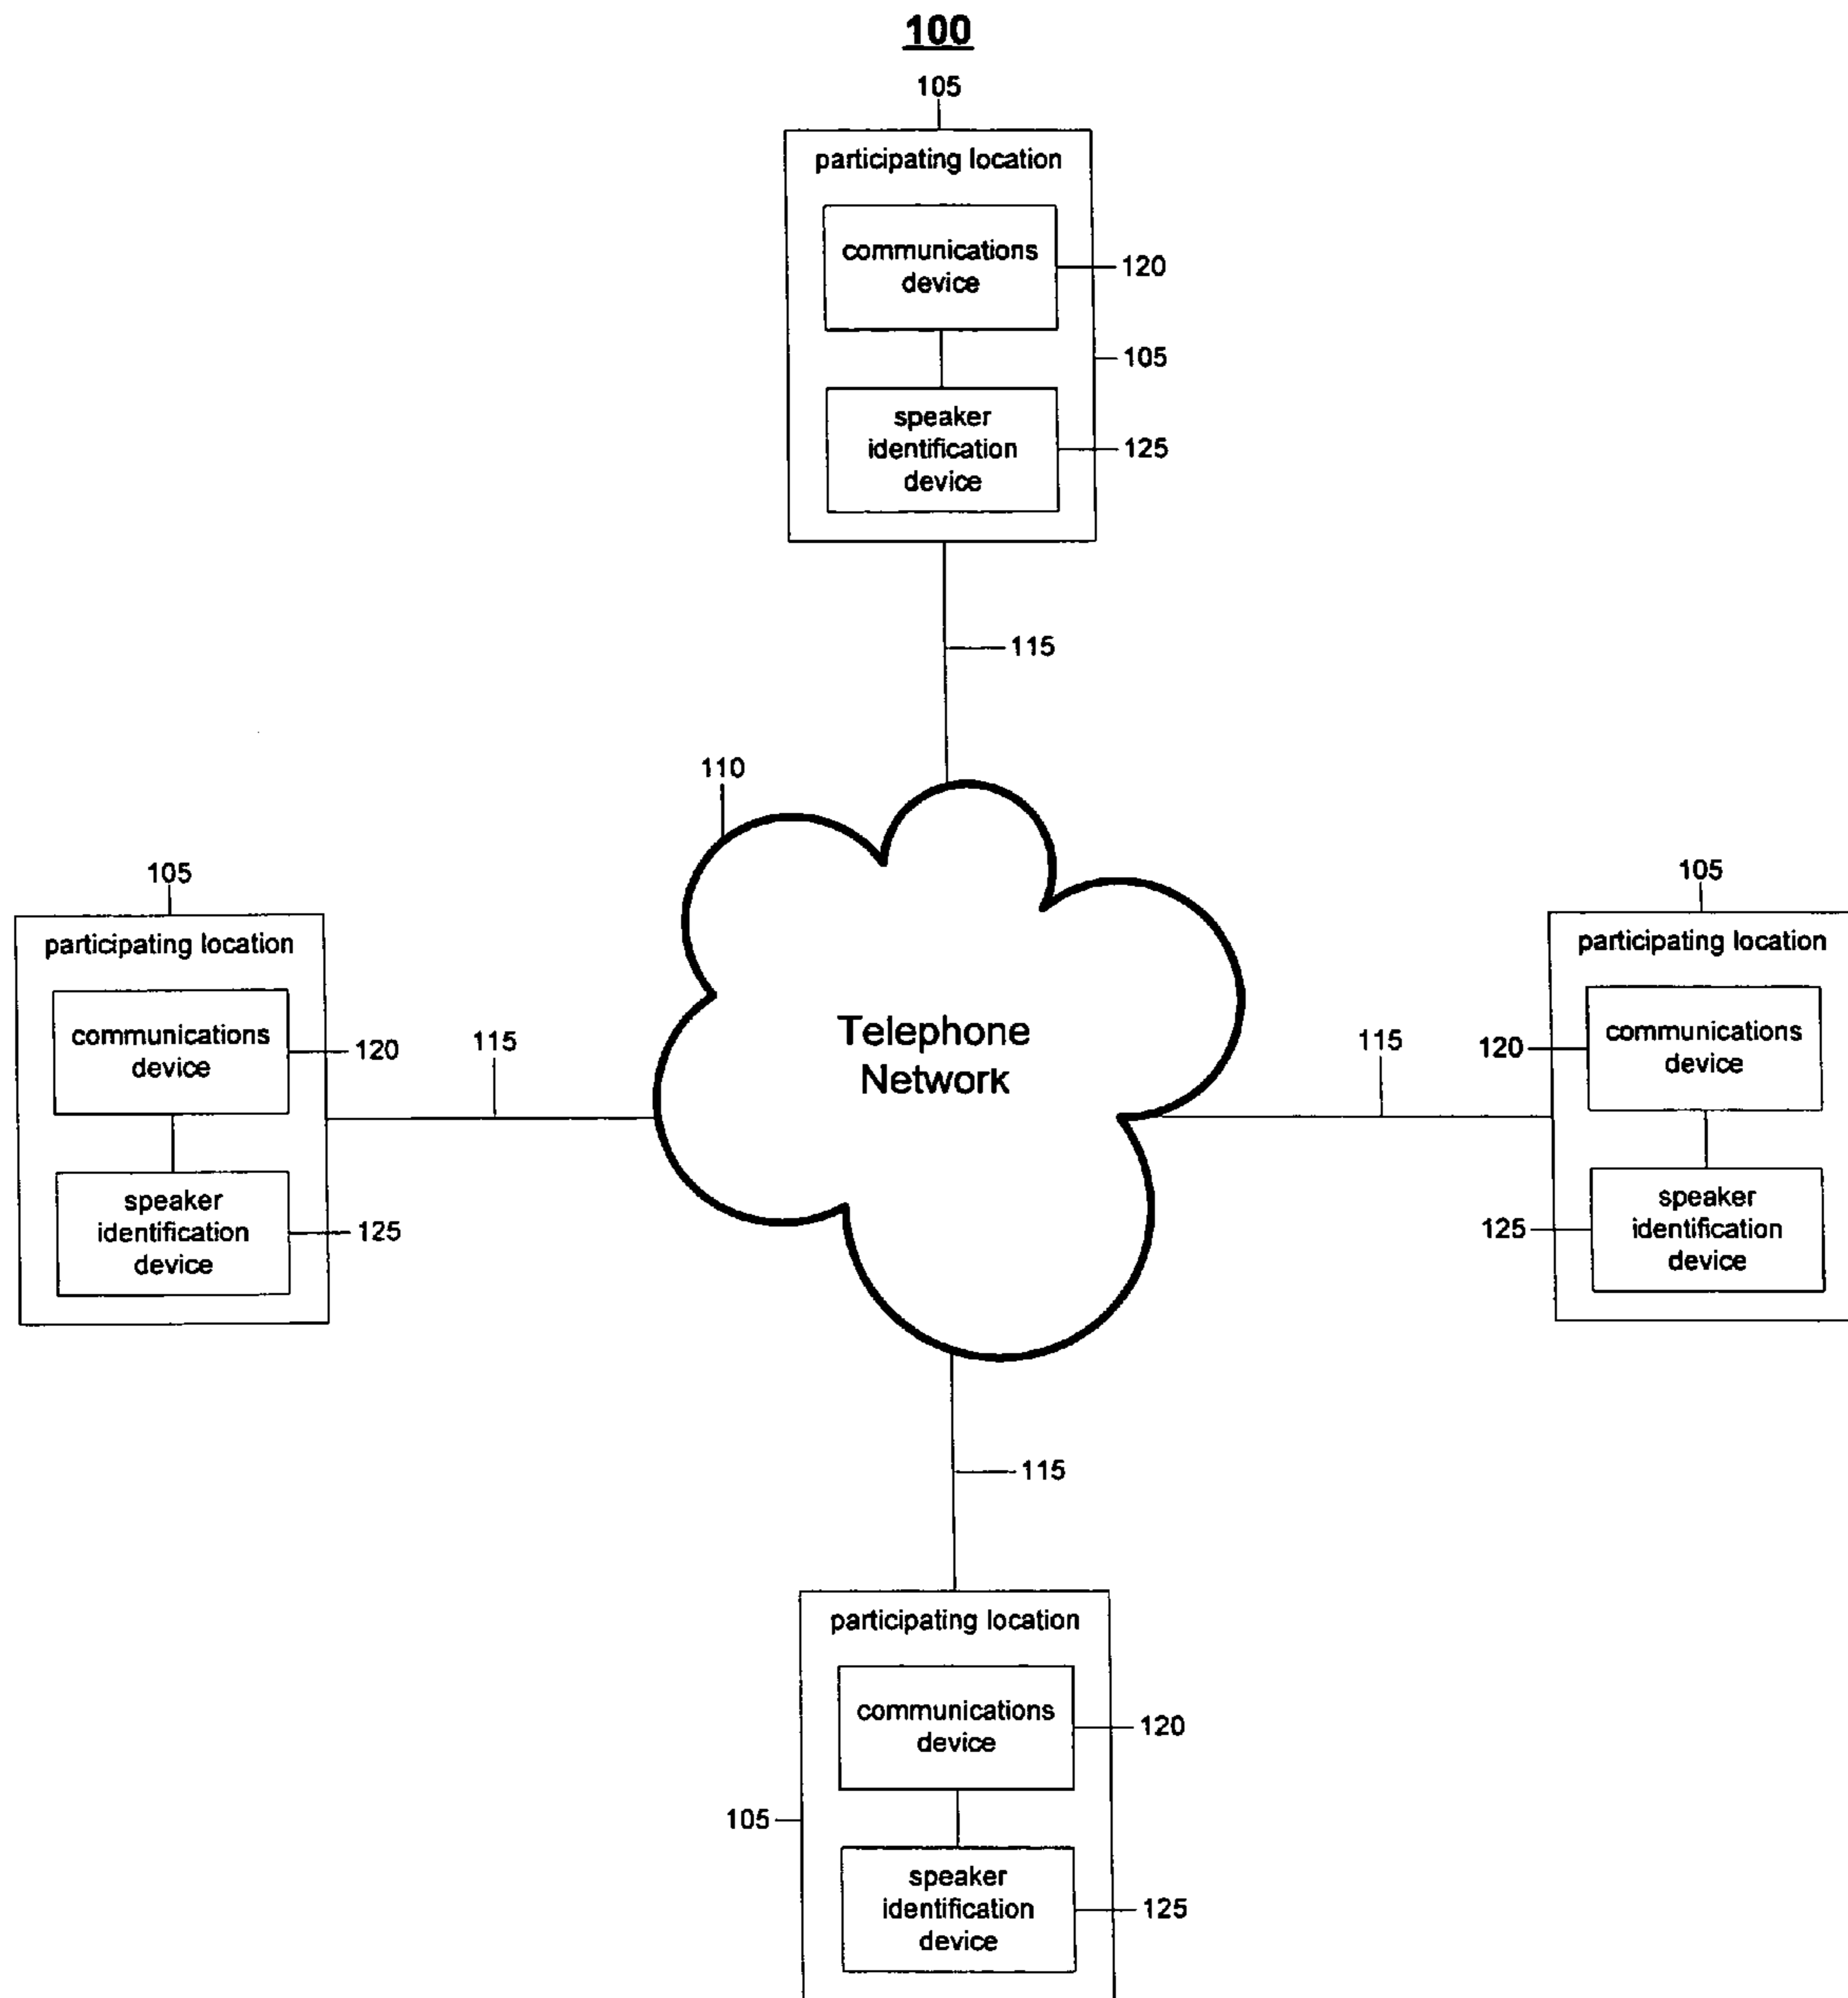 100
105
participating location
communications
device
120
105
speaker
identification
device
125
115
110
105
participating location
communications
device
120
speaker
identification
device
125
115
Telephone
Network
115
105
participating location
120
communications
device
125
speaker
identification
device
115
participating location
communications
device
120
105
speaker
identification
device
125